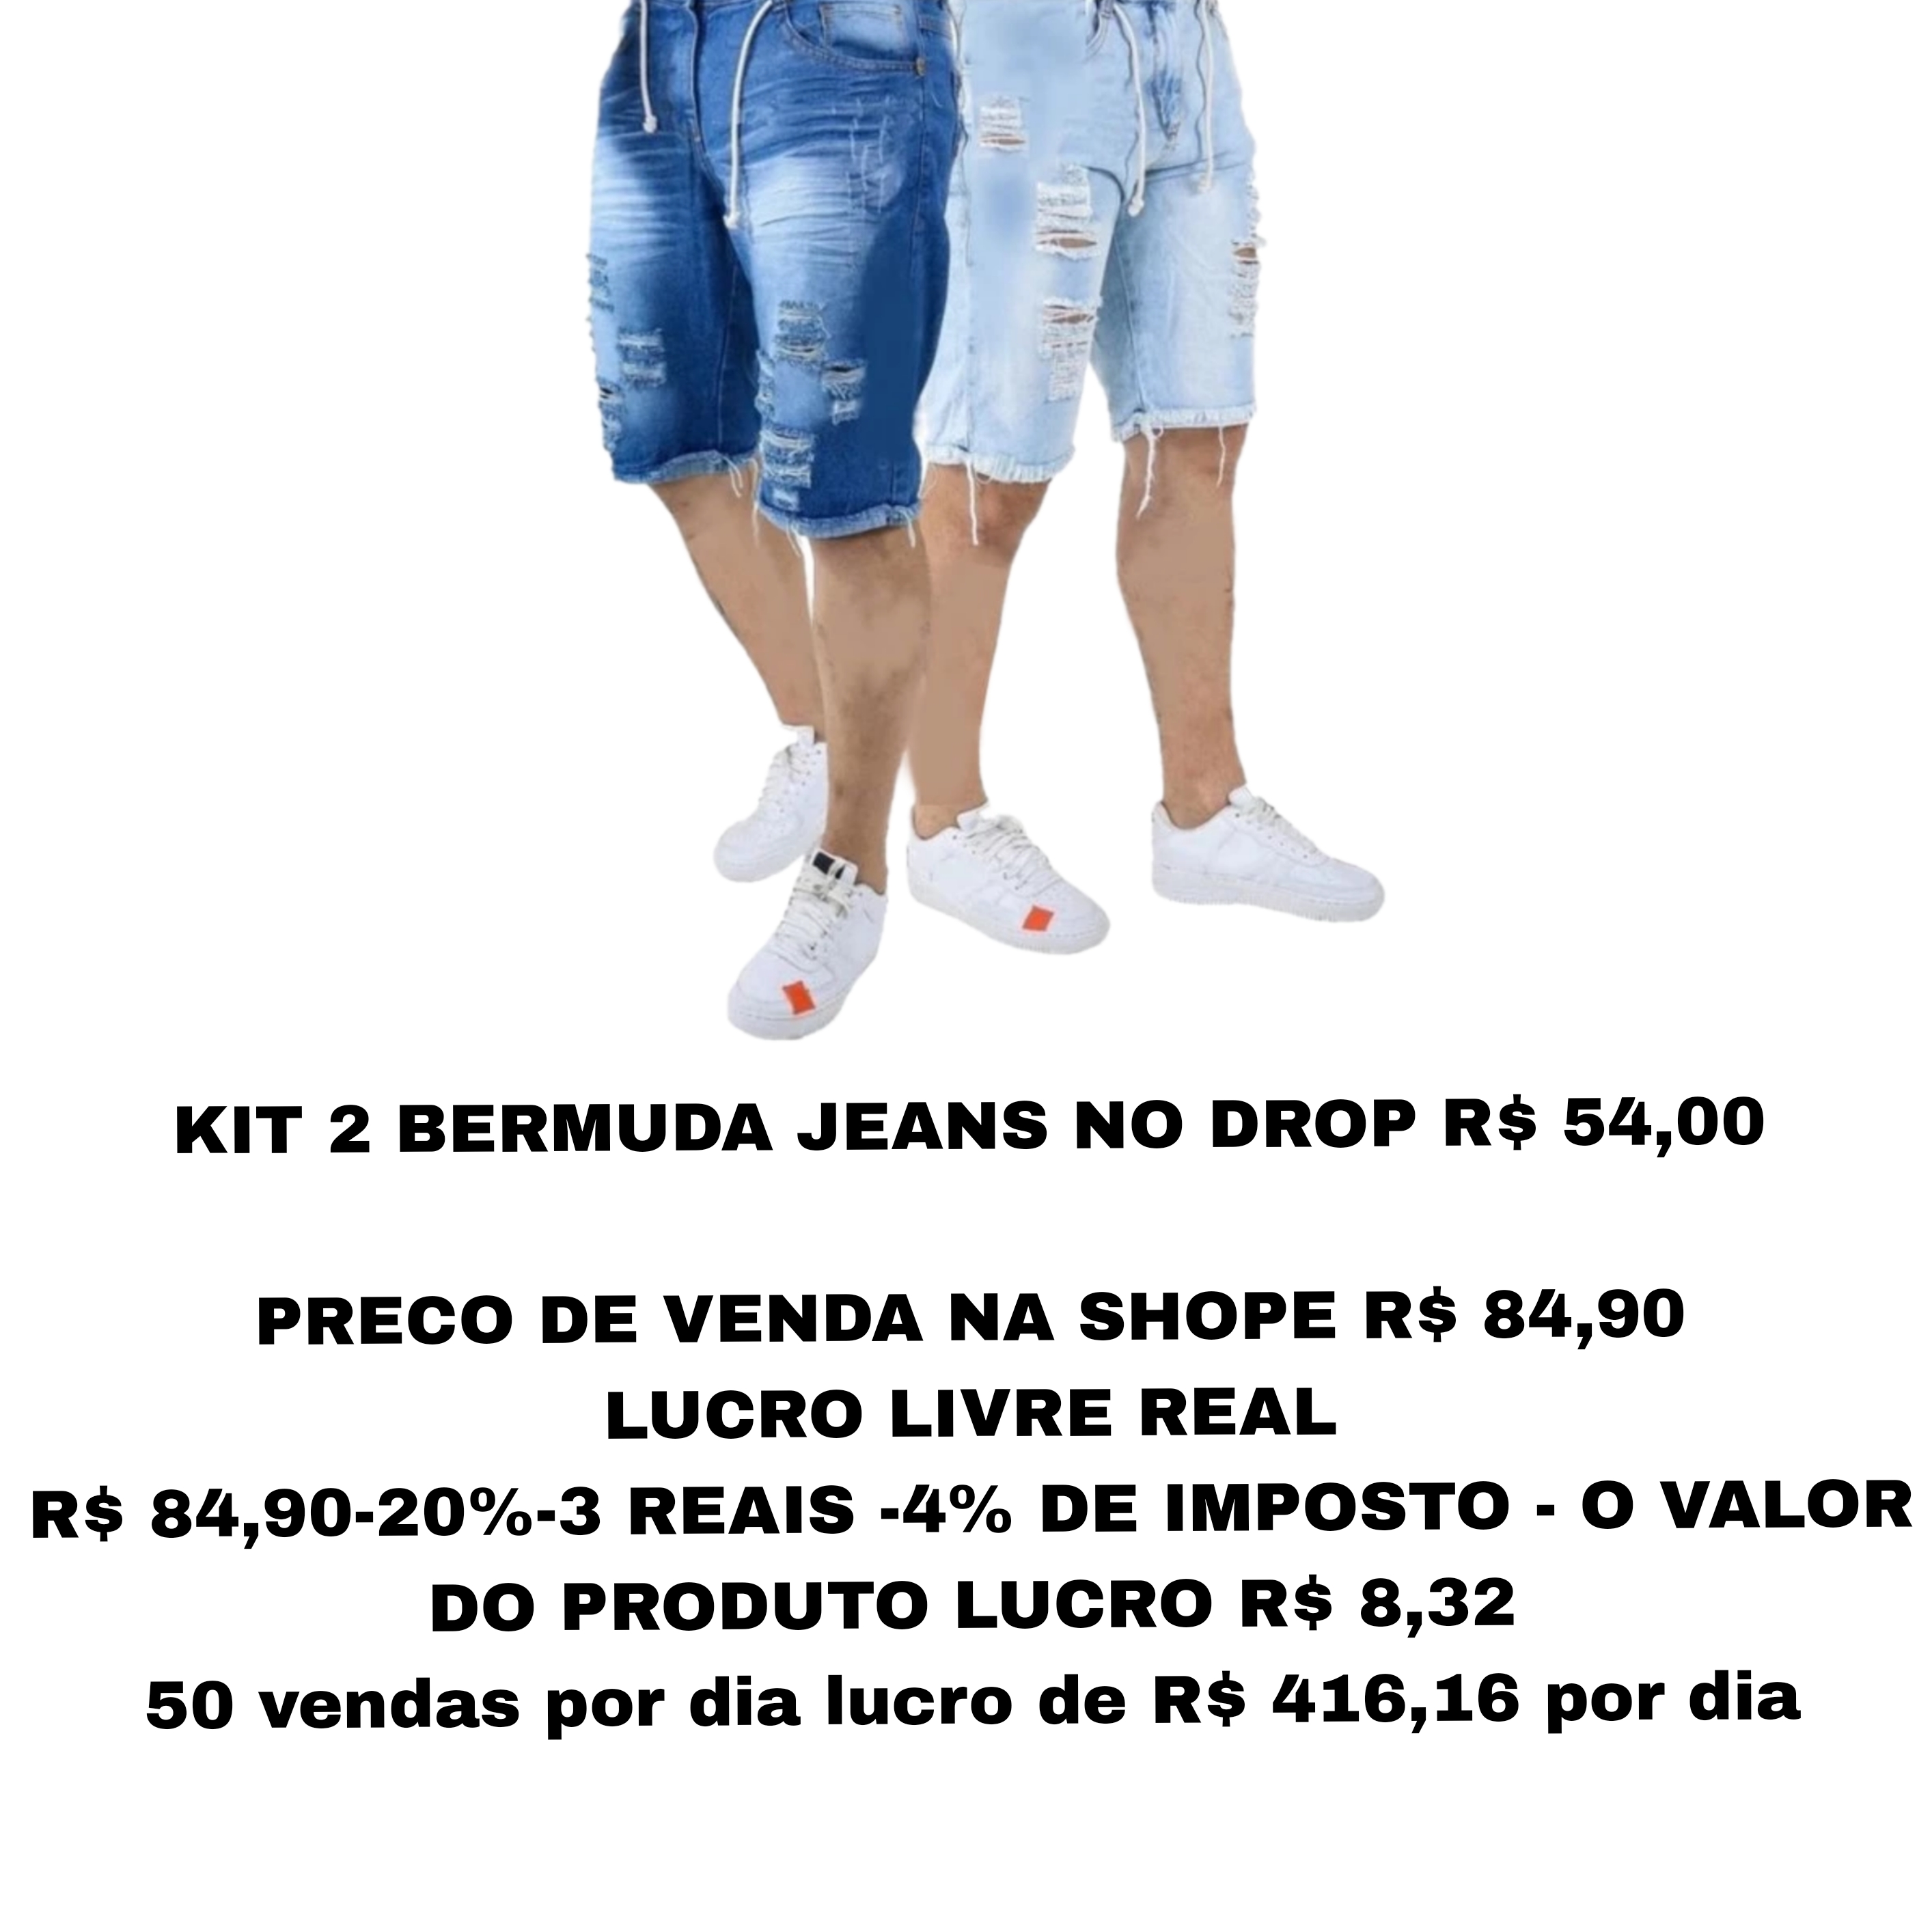 KIT 2 BERMUDA JEANS NO DROP R$ 54,00
PRECO DE VENDA NA SHOPE R$ 84,90
LUCRO LIVRE REAL
R$ 84,90-20%-3 REAIS -4% DE IMPOSTO - O VALOR
DO PRODUTO LUCRO R$ 8,32
50 vendas por dia lucro de R$ 416,16 por dia